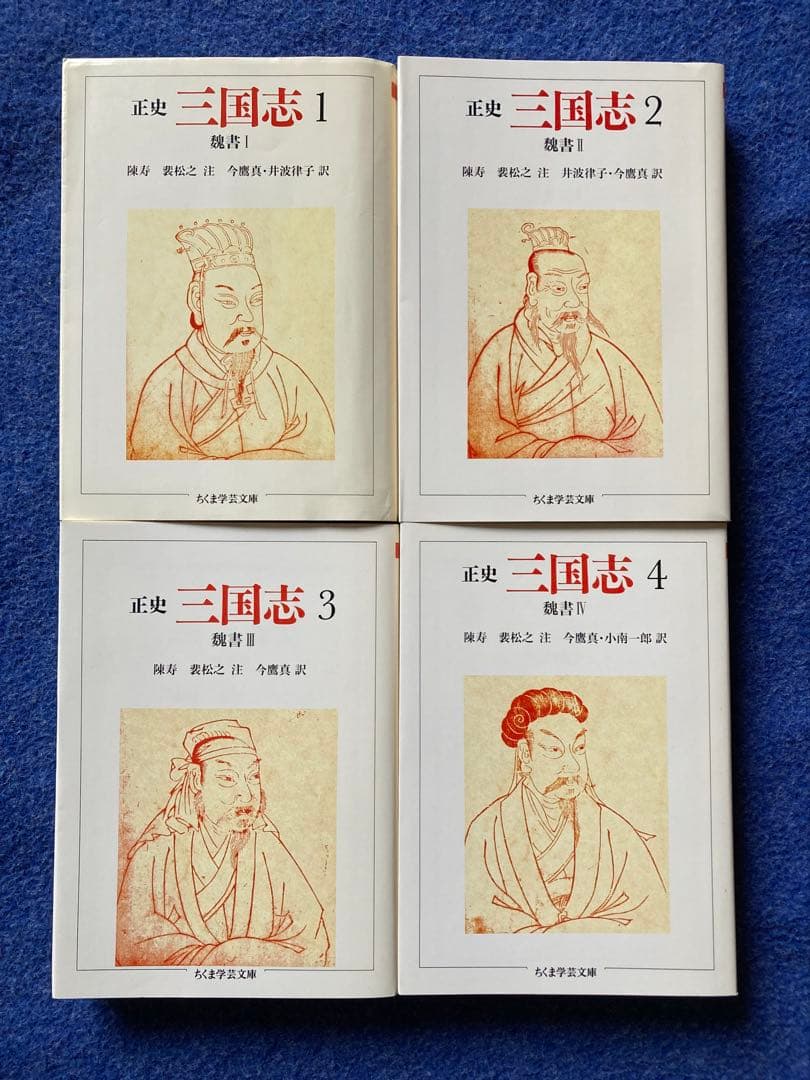 正史 三国志 1
魏書 I
陳寿 裴松之 注 今鷹真・井波律子 訳
ちくま学芸文庫
正史 三国志 2
魏書 II
陳寿 裴松之 注 井波律子・今鷹真 訳
ちくま学芸文庫
正史 三国志 3
魏書 III
陳寿 裴松之 注 今鷹真 訳
ちくま学芸文庫
正史 三国志 4
魏書 IV
陳寿 裴松之 注 今鷹真・小南一郎 訳
ちくま学芸文庫